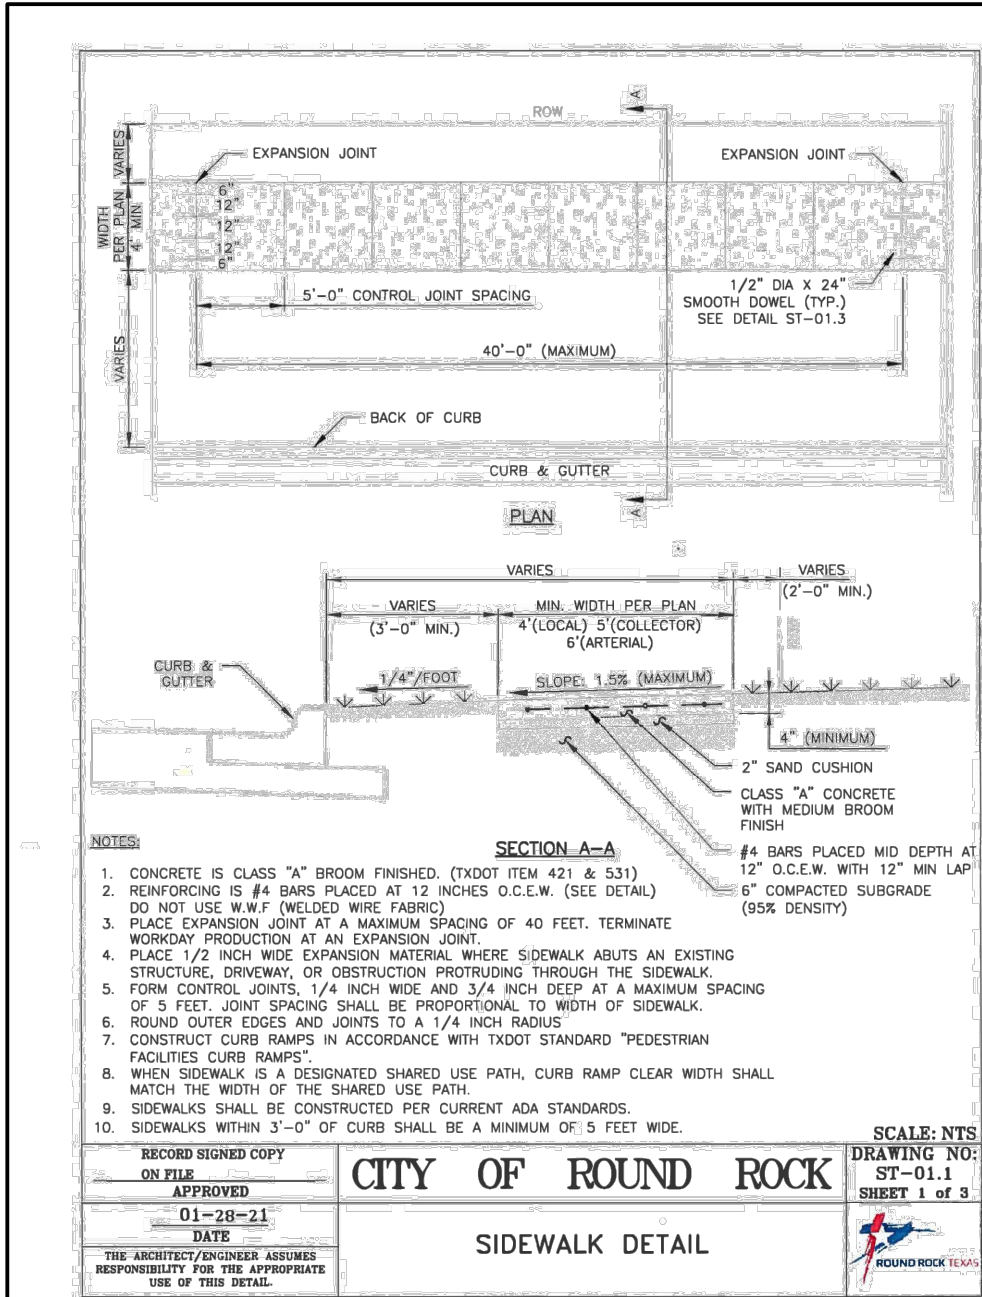 A
ROW
VARIES
EXPANSION JOINT
EXPANSION JOINT
WIDTH
PER PLAN
4' MIN
6"
12"
12"
12"
6"
1/2" DIA X 24"
SMOOTH DOWEL (TYP.)
SEE DETAIL ST-01.3
5'-0" CONTROL JOINT SPACING
40'-0" (MAXIMUM)
VARIES
BACK OF CURB
CURB & GUTTER
A
PLAN
VARIES
VARIES
(2'-0" MIN.)
VARIES
(3'-0" MIN.)
MIN. WIDTH PER PLAN
4'(LOCAL) 5'(COLLECTOR)
6'(ARTERIAL)
CURB &
GUTTER
1/4"/FOOT
SLOPE: 1.5% (MAXIMUM)
4" (MINIMUM)
2" SAND CUSHION
CLASS "A" CONCRETE
WITH MEDIUM BROOM
FINISH
#4 BARS PLACED MID DEPTH AT
12" O.C.E.W. WITH 12" MIN LAP
6" COMPACTED SUBGRADE
(95% DENSITY)
SECTION A-A
NOTES:
1. CONCRETE IS CLASS "A" BROOM FINISHED. (TXDOT ITEM 421 & 531)
2. REINFORCING IS #4 BARS PLACED AT 12 INCHES O.C.E.W. (SEE DETAIL)
DO NOT USE W.W.F (WELDED WIRE FABRIC)
3. PLACE EXPANSION JOINT AT A MAXIMUM SPACING OF 40 FEET. TERMINATE
WORKDAY PRODUCTION AT AN EXPANSION JOINT.
4. PLACE 1/2 INCH WIDE EXPANSION MATERIAL WHERE SIDEWALK ABUTS AN EXISTING
STRUCTURE, DRIVEWAY, OR OBSTRUCTION PROTRUDING THROUGH THE SIDEWALK.
5. FORM CONTROL JOINTS, 1/4 INCH WIDE AND 3/4 INCH DEEP AT A MAXIMUM SPACING
OF 5 FEET. JOINT SPACING SHALL BE PROPORTIONAL TO WIDTH OF SIDEWALK.
6. ROUND OUTER EDGES AND JOINTS TO A 1/4 INCH RADIUS
7. CONSTRUCT CURB RAMPS IN ACCORDANCE WITH TXDOT STANDARD "PEDESTRIAN
FACILITIES CURB RAMPS".
8. WHEN SIDEWALK IS A DESIGNATED SHARED USE PATH, CURB RAMP CLEAR WIDTH SHALL
MATCH THE WIDTH OF THE SHARED USE PATH.
9. SIDEWALKS SHALL BE CONSTRUCTED PER CURRENT ADA STANDARDS.
10. SIDEWALKS WITHIN 3'-0" OF CURB SHALL BE A MINIMUM OF 5 FEET WIDE.
SCALE: NTS
RECORD SIGNED COPY
ON FILE
APPROVED
01-28-21
DATE
THE ARCHITECT/ENGINEER ASSUMES
RESPONSIBILITY FOR THE APPROPRIATE
USE OF THIS DETAIL.
CITY OF ROUND ROCK
SIDEWALK DETAIL
DRAWING NO:
ST-01.1
SHEET 1 of 3
ROUND ROCK TEXAS